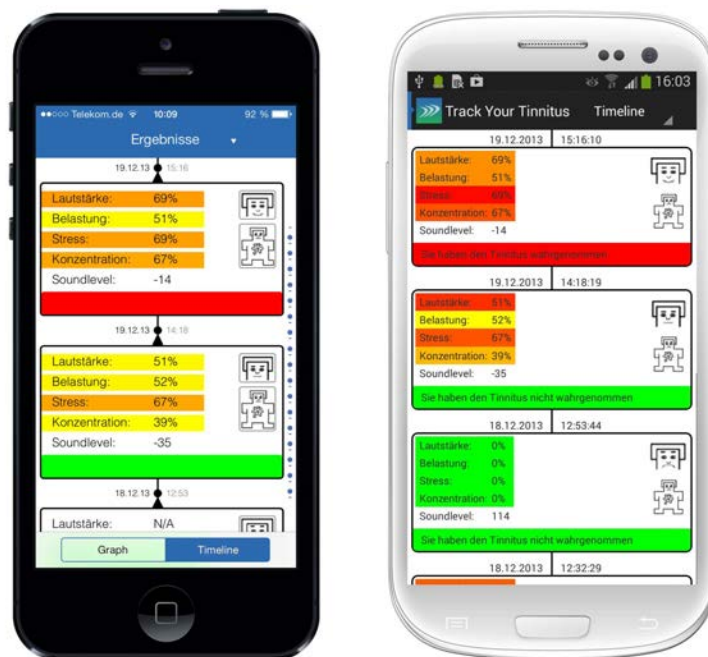 Telekom.de 10:09 92 %
Ergebnisse
19.12.13 15:16
Lautstärke: 69%
Belastung: 51%
Stress: 69%
Konzentration: 67%
Soundlevel: -14
19.12.13 14:18
Lautstärke: 51%
Belastung: 52%
Stress: 67%
Konzentration: 39%
Soundlevel: -35
18.12.13 12:53
Lautstärke: N/A
Graph Timeline
16:03
Track Your Tinnitus Timeline
19.12.2013 15:16:10
Lautstärke: 69%
Belastung: 51%
Stress: 69%
Konzentration: 67%
Soundlevel: -14
Sie haben den Tinnitus wahrgenommen
19.12.2013 14:18:19
Lautstärke: 51%
Belastung: 52%
Stress: 67%
Konzentration: 39%
Soundlevel: -35
Sie haben den Tinnitus nicht wahrgenommen
18.12.2013 12:53:44
Lautstärke: 0%
Belastung: 0%
Stress: 0%
Konzentration: 0%
Soundlevel: 114
Sie haben den Tinnitus nicht wahrgenommen
18.12.2013 12:32:29